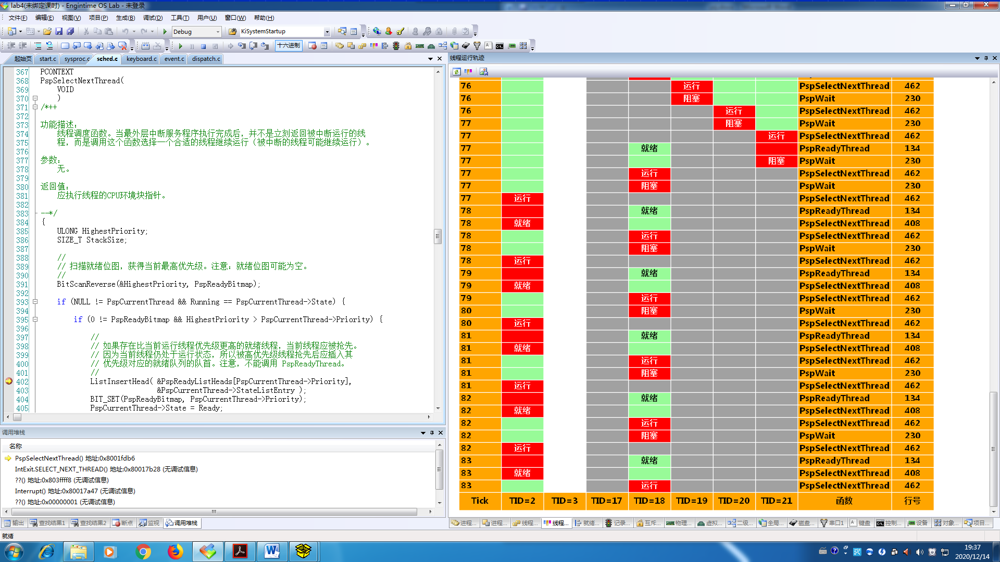 lab4(未绑定课时) - Engintime OS Lab - 未登录
文件(F) 编辑(E) 视图(V) 项目(P) 生成(B) 调试(D) 工具(T) 用户(U) 窗口(W) 帮助(H)
Debug KiSystemStartup
十六进制
起始页 start.c sysproc.c sched.c keyboard.c event.c dispatch.c
367 PCONTEXT
368 PspSelectNextThread(
369 VOID
370 )
371 /*++
372
373 功能描述:
374 线程调度函数。当最外层中断服务程序执行完成后，并不是立刻返回被中断运行的线
375 程，而是调用这个函数选择一个合适的线程继续运行（被中断的线程可能继续运行）。
376
377 参数:
378 无。
379
380 返回值:
381 应执行线程的CPU环境块指针。
382
383 --*/
384 {
385 ULONG HighestPriority;
386 SIZE_T StackSize;
387
388 //
389 // 扫描就绪位图，获得当前最高优先级。注意：就绪位图可能为空。
390 //
391 BitScanReverse(&HighestPriority, PspReadyBitmap);
392
393 if (NULL != PspCurrentThread && Running == PspCurrentThread->State) {
394
395 if (0 != PspReadyBitmap && HighestPriority > PspCurrentThread->Priority) {
396
397 //
398 // 如果存在比当前运行线程优先级更高的就绪线程，当前线程应被抢先。
399 // 因为当前线程仍处于运行状态，所以被高优先级线程抢先后应插入其
400 // 优先级对应的就绪队列的队首。注意，不能调用 PspReadyThread。
401 //
402 ListInsertHead( &PspReadyListHeads[PspCurrentThread->Priority],
403 &PspCurrentThread->StateListEntry );
404 BIT_SET(PspReadyBitmap, PspCurrentThread->Priority);
405 PspCurrentThread->State = Ready;
调用堆栈
名称
PspSelectNextThread() 地址:0x8001fdb6
IntExit.SELECT_NEXT_THREAD() 地址:0x80017b28 (无调试信息)
??() 地址:0x803ffff8 (无调试信息)
Interrupt() 地址:0x80017a47 (无调试信息)
??() 地址:0x00000001 (无调试信息)
输出 查找结果1 查找结果2 断点 监视 调用堆栈
线程运行轨迹
76 运行 PspSelectNextThread 462
76 阻塞 PspWait 230
76 运行 PspSelectNextThread 462
77 阻塞 PspWait 230
77 运行 PspSelectNextThread 462
77 就绪 PspReadyThread 134
77 阻塞 PspWait 230
77 运行 PspSelectNextThread 462
77 阻塞 PspWait 230
77 运行 PspSelectNextThread 462
78 就绪 PspReadyThread 134
78 就绪 PspSelectNextThread 408
78 运行 PspSelectNextThread 462
78 阻塞 PspWait 230
78 运行 PspSelectNextThread 462
79 就绪 PspReadyThread 134
79 就绪 PspSelectNextThread 408
79 运行 PspSelectNextThread 462
80 阻塞 PspWait 230
80 运行 PspSelectNextThread 462
81 就绪 PspReadyThread 134
81 就绪 PspSelectNextThread 408
81 运行 PspSelectNextThread 462
81 阻塞 PspWait 230
81 运行 PspSelectNextThread 462
82 就绪 PspReadyThread 134
82 就绪 PspSelectNextThread 408
82 运行 PspSelectNextThread 462
82 阻塞 PspWait 230
82 运行 PspSelectNextThread 462
83 就绪 PspReadyThread 134
83 就绪 PspSelectNextThread 408
83 运行 PspSelectNextThread 462
Tick TID=2 TID=3 TID=17 TID=18 TID=19 TID=20 TID=21 函数 行号
进程... 进程... 线程... 线程... 就绪... 记录... 互斥... 物理... 虚拟... 二级... 全局... 磁盘... 串口1 键盘 控制... 设备 对象... 项目...
就绪
19:37
2020/12/14